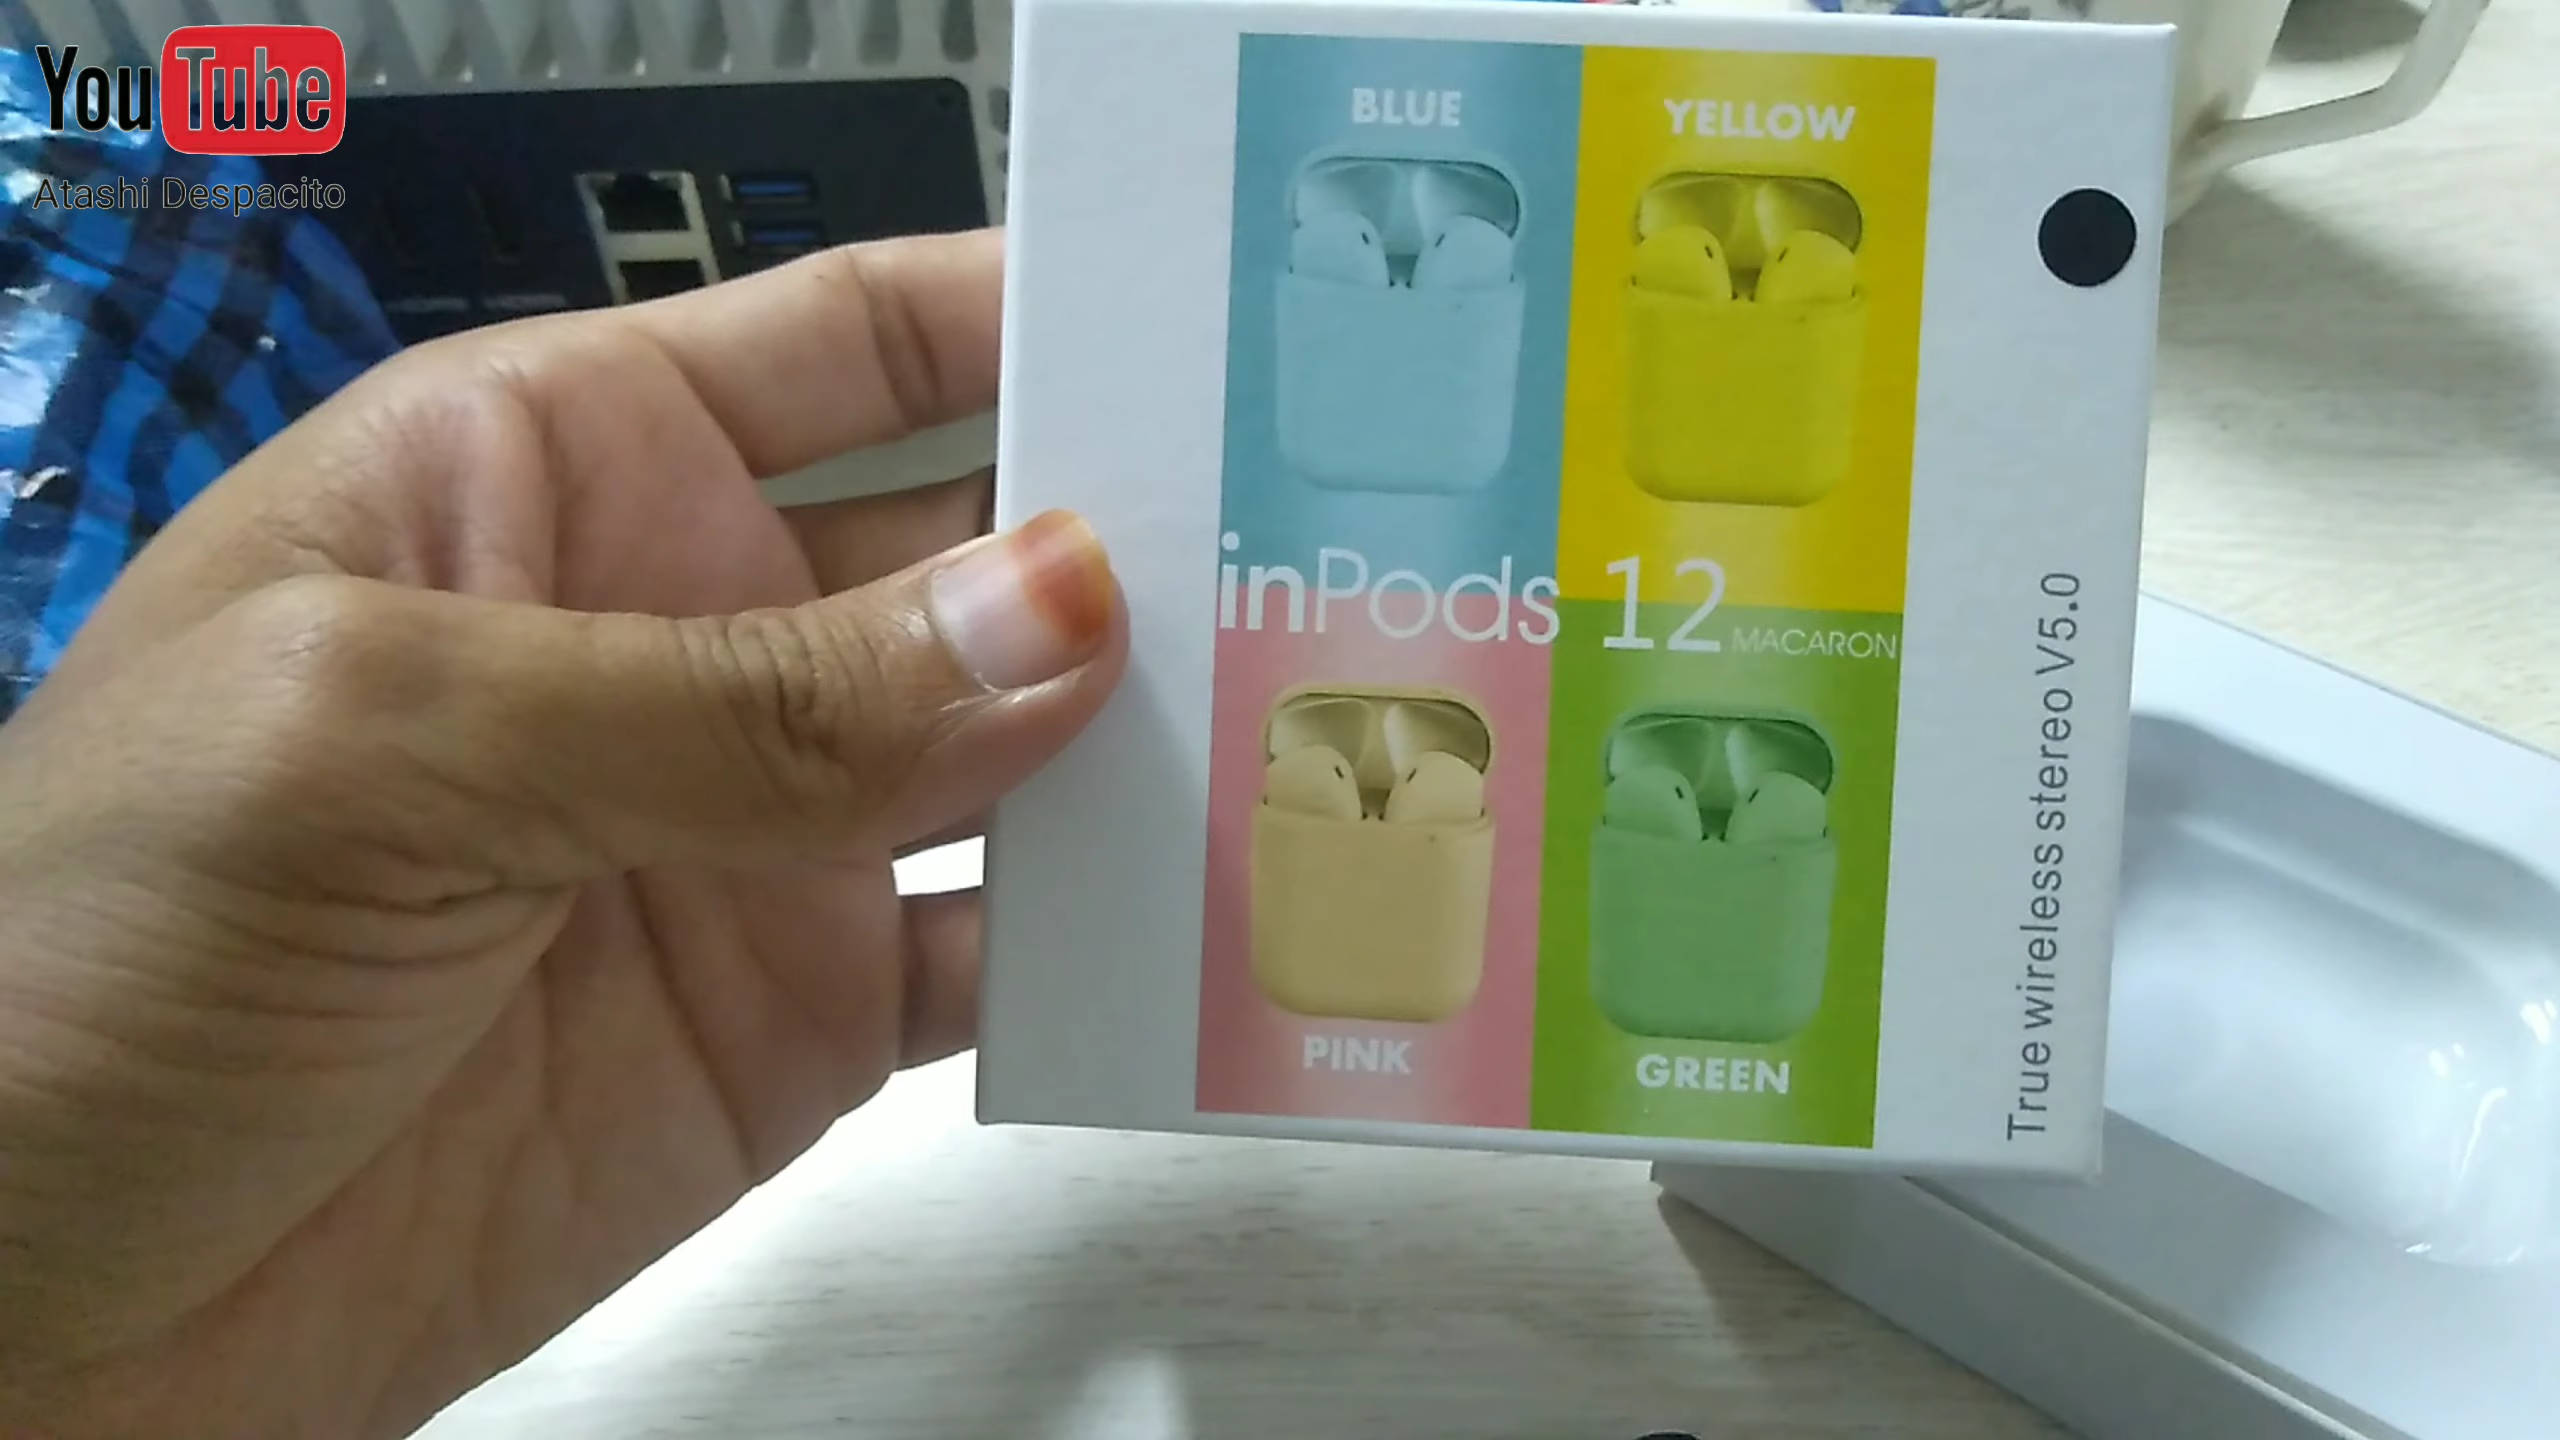 YouTube
Atashi Despacito
BLUE
YELLOW
inPods 12 MACARON
PINK
GREEN
True wireless stereo V5.0